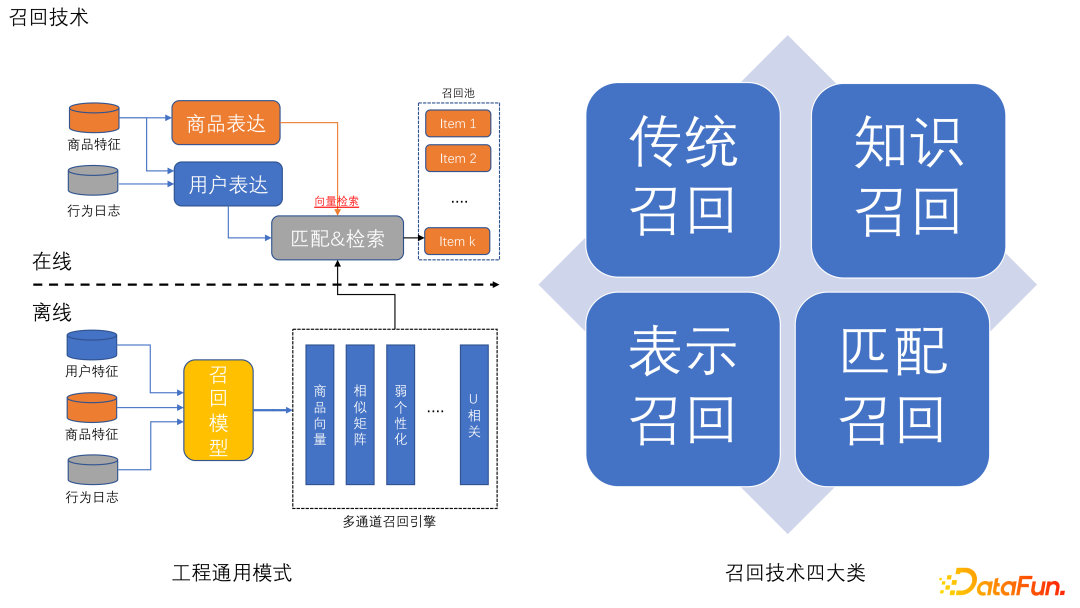 召回技术
召回池
商品特征
商品表达
Item 1
Item 2
....
Item k
行为日志
用户表达
向量检索
匹配&检索
在线
离线
用户特征
商品特征
行为日志
召回模型
商品向量
相似矩阵
弱个性化
....
U相关
多通道召回引擎
工程通用模式
传统
召回
知识
召回
表示
召回
匹配
召回
召回技术四大类
DataFun.